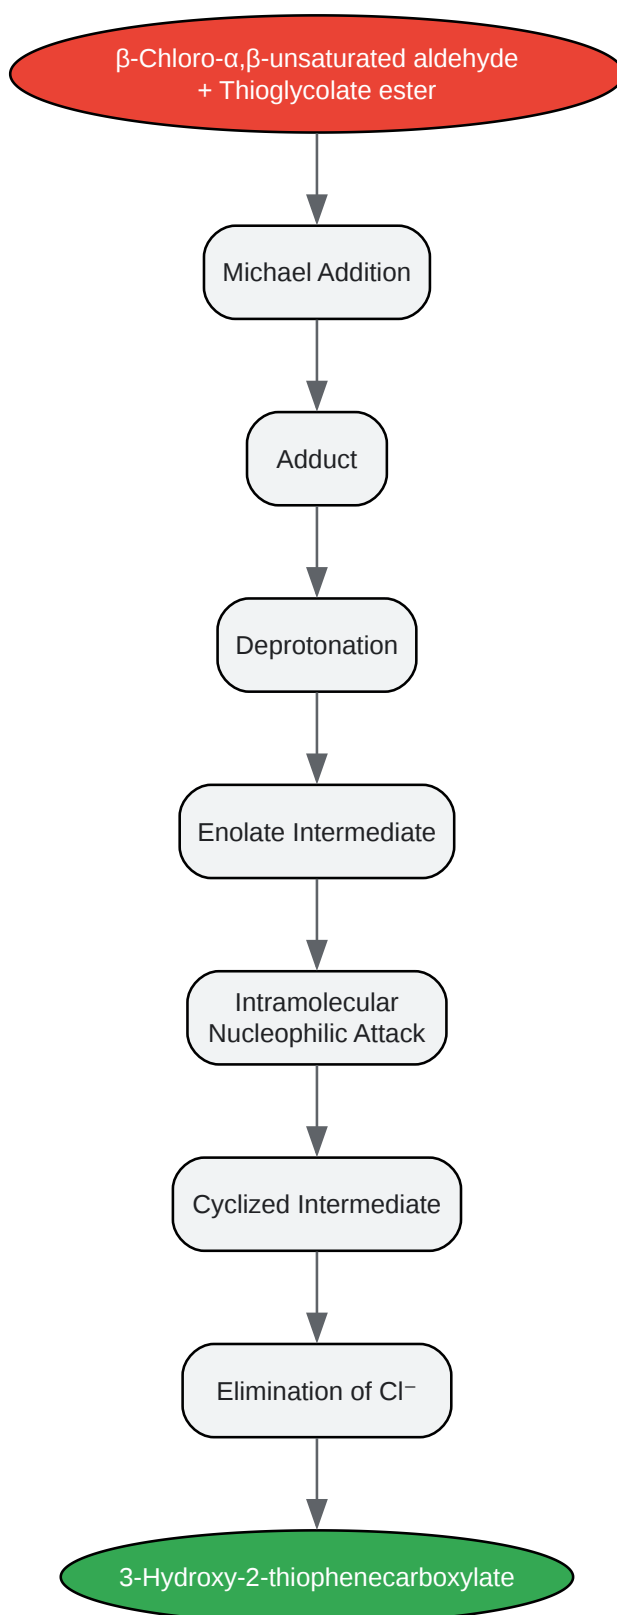 β-Chloro-α,β-unsaturated aldehyde
+ Thioglycolate ester
Michael Addition
Adduct
Deprotonation
Enolate Intermediate
Intramolecular
Nucleophilic Attack
Cyclized Intermediate
Elimination of Cl⁻
3-Hydroxy-2-thiophenecarboxylate